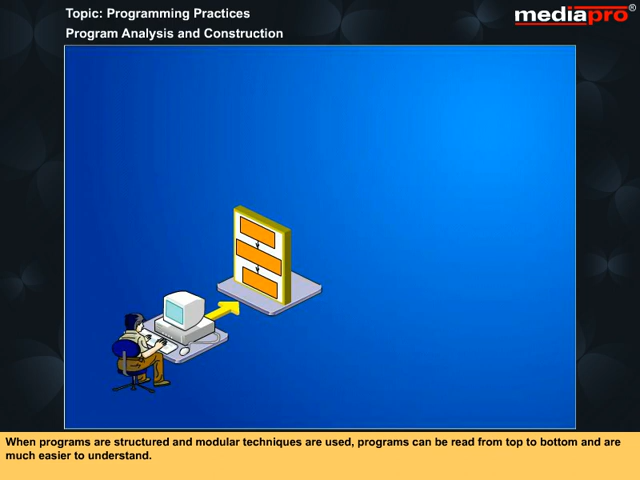 Topic: Programming Practices
Program Analysis and Construction
mediapro®
When programs are structured and modular techniques are used, programs can be read from top to bottom and are
much easier to understand.